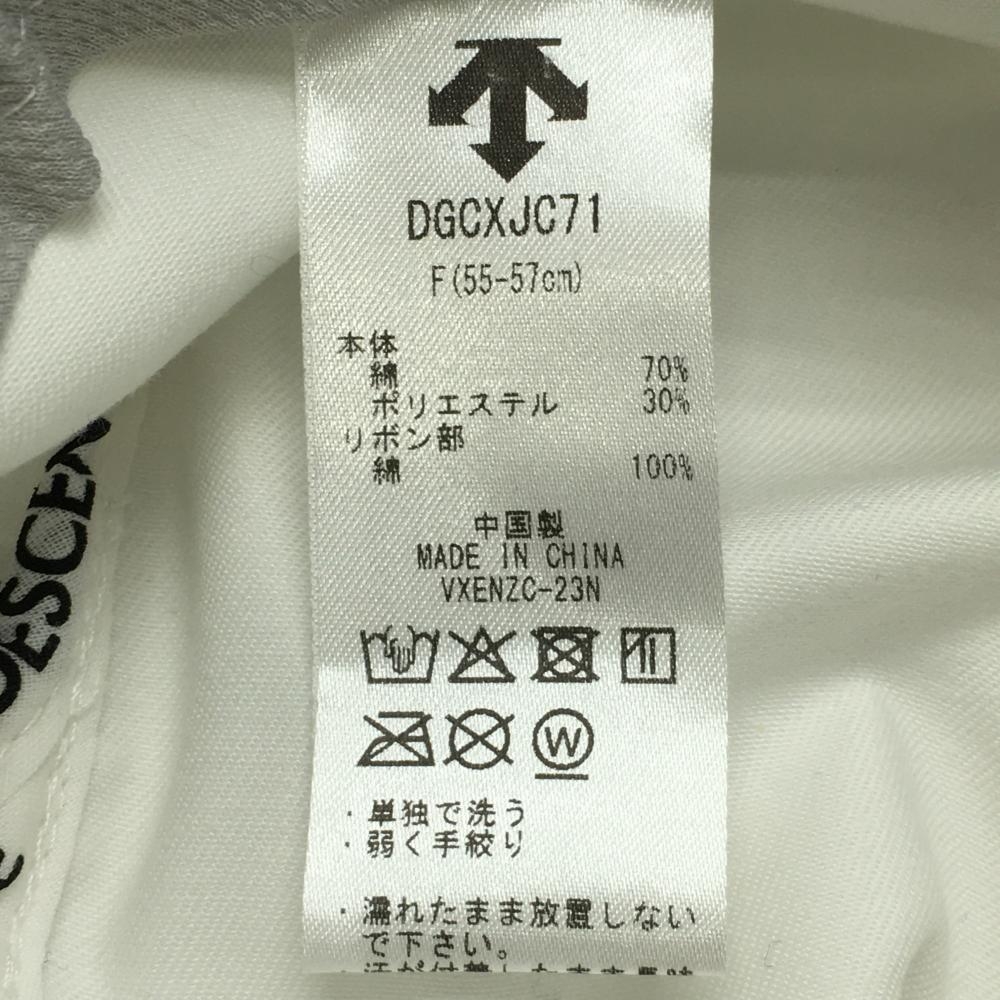 DGCXJC71
F(55-57cm)
本体
綿 70%
ポリエステル 30%
リボン部
綿 100%
中国製
MADE IN CHINA
VXENZC-23N
W
・単独で洗う
・弱く手絞り
・濡れたまま放置しない
で下さい。
DESCEN